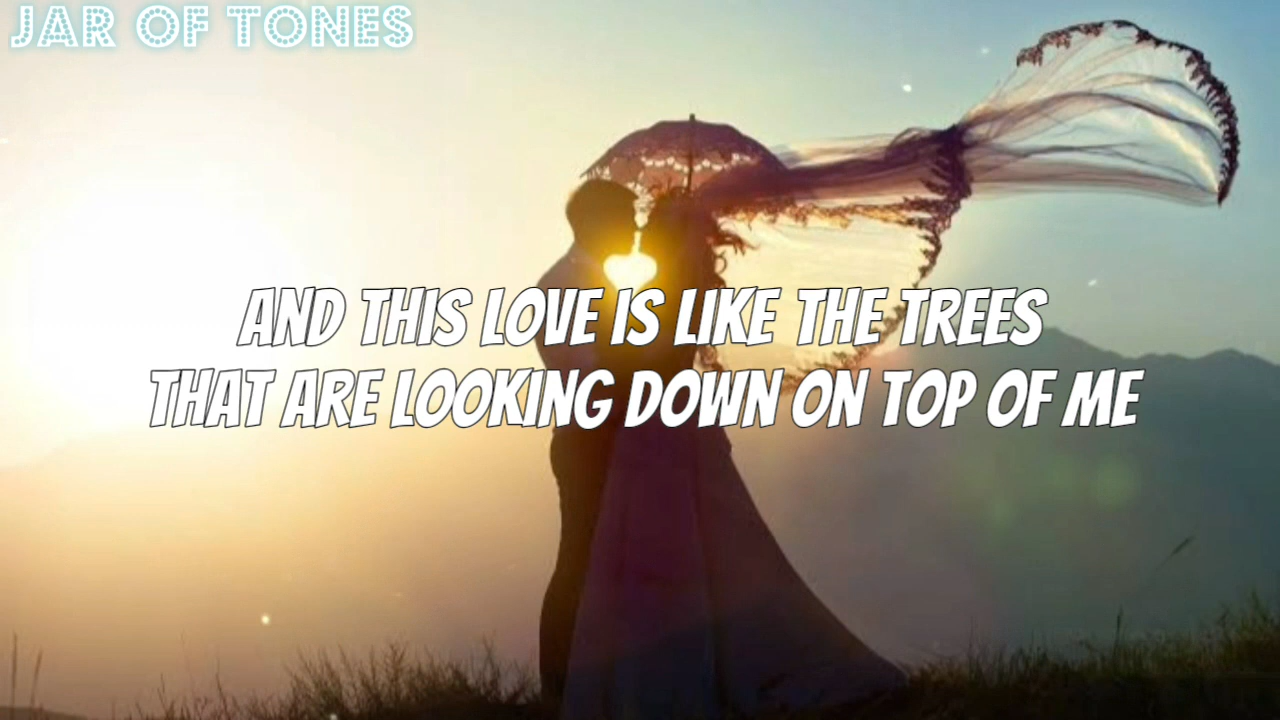 JAR OF TONES
AND THIS LOVE IS LIKE THE TREES
THAT ARE LOOKING DOWN ON TOP OF ME